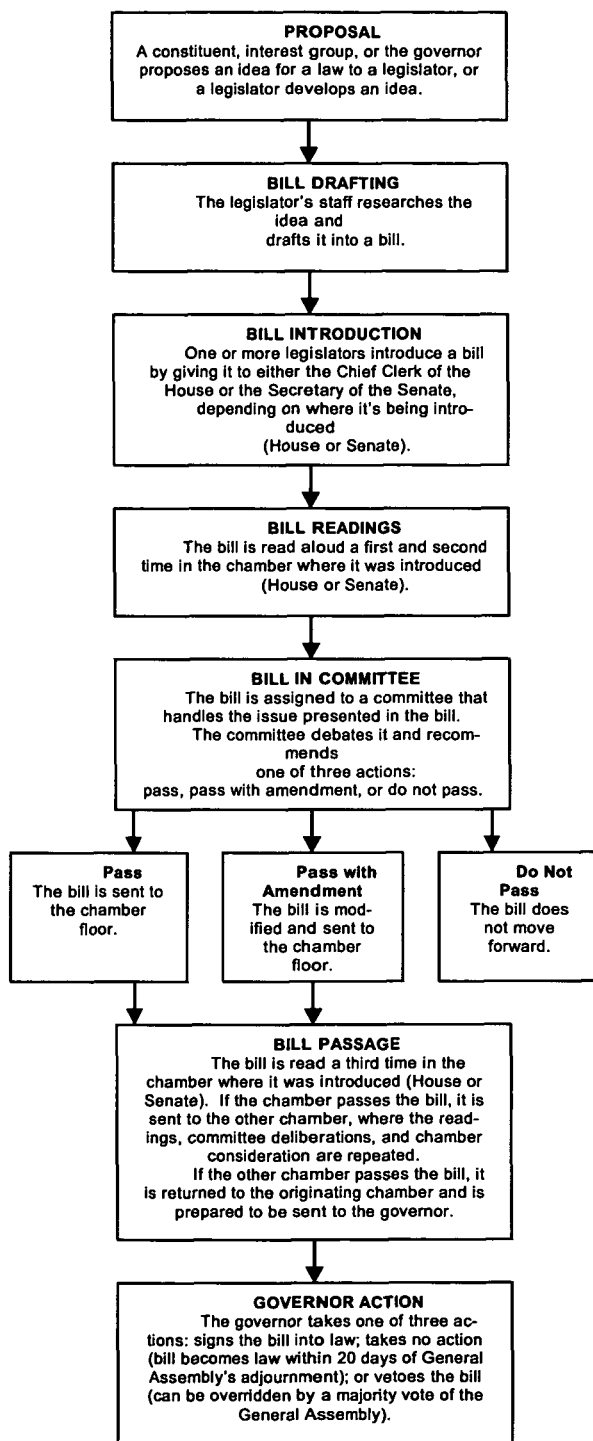 PROPOSAL
A constituent, interest group, or the governor
proposes an idea for a law to a legislator, or
a legislator develops an idea.
BILL DRAFTING
The legislator's staff researches the
idea and
drafts it into a bill.
BILL INTRODUCTION
One or more legislators introduce a bill
by giving it to either the Chief Clerk of the
House or the Secretary of the Senate,
depending on where it's being intro-
duced
(House or Senate).
BILL READINGS
The bill is read aloud a first and second
time in the chamber where it was introduced
(House or Senate).
BILL IN COMMITTEE
The bill is assigned to a committee that
handles the issue presented in the bill.
The committee debates it and recom-
mends
one of three actions:
pass, pass with amendment, or do not pass.
Pass
The bill is sent to
the chamber
floor.
Pass with
Amendment
The bill is mod-
ified and sent to
the chamber
floor.
Do Not
Pass
The bill does
not move
forward.
BILL PASSAGE
The bill is read a third time in the
chamber where it was introduced (House or
Senate). If the chamber passes the bill, it is
sent to the other chamber, where the read-
ings, committee deliberations, and chamber
consideration are repeated.
If the other chamber passes the bill, it
is returned to the originating chamber and is
prepared to be sent to the governor.
GOVERNOR ACTION
The governor takes one of three ac-
tions: signs the bill into law; takes no action
(bill becomes law within 20 days of General
Assembly's adjournment); or vetoes the bill
(can be overridden by a majority vote of the
General Assembly).